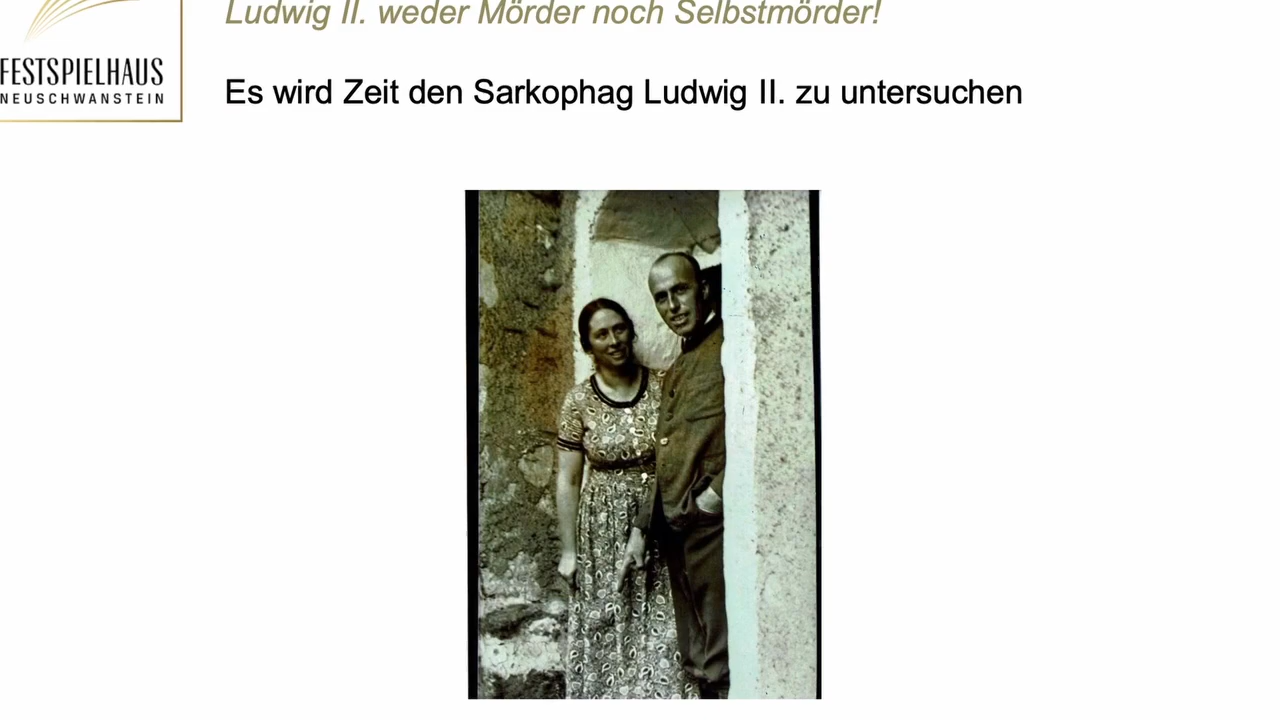 Ludwig II. weder Mörder noch Selbstmörder!
FESTSPIELHAUS
NEUSCHWANSTEIN
Es wird Zeit den Sarkophag Ludwig II. zu untersuchen